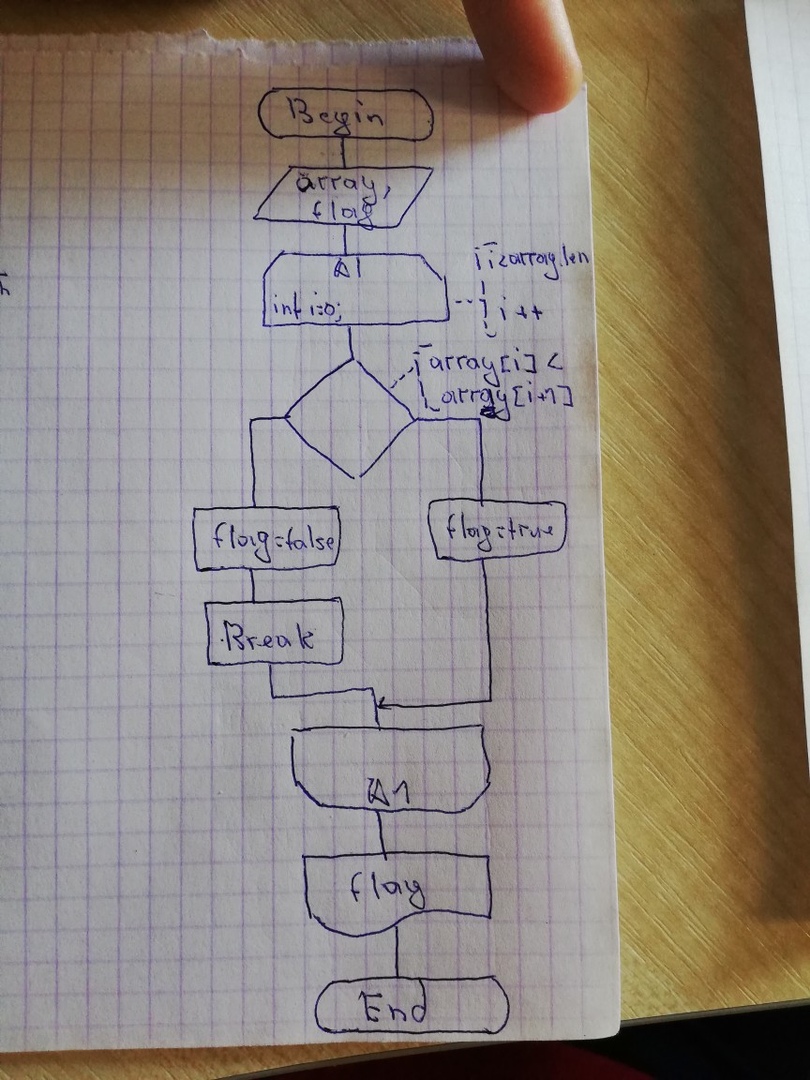 Begin
array,
flag
A1
int i=0;
i<array.len
i++
array[i] <
array[i+1]
flag=false
flag=true
Break
A1
flag
End